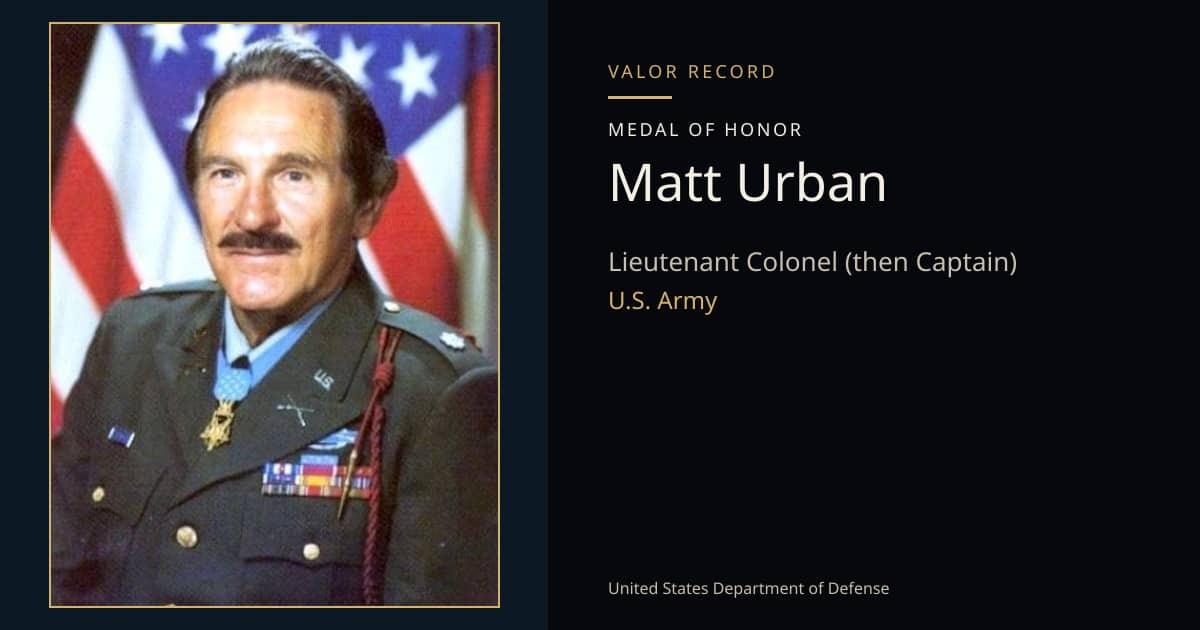 VALOR RECORD
MEDAL OF HONOR
Matt Urban
Lieutenant Colonel (then Captain)
U.S. Army
United States Department of Defense
U.S.